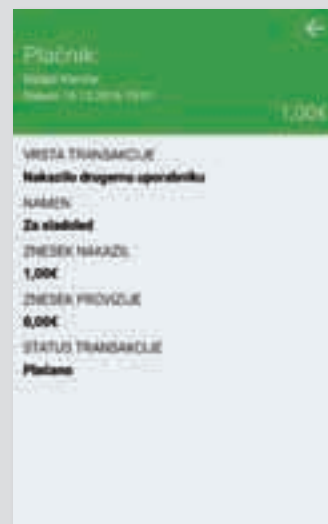 Plačnik:
1,00€
VRSTA TRANSAKCIJE
Nakazilo drugemu uporabniku
NAMEN
Za sladoled
ZNESEK NAKAZIL
1,00€
ZNESEK PROVIZIJE
0,00€
STATUS TRANSAKCIJE
Plačano